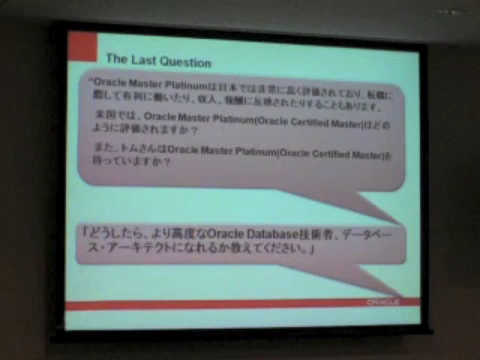 The Last Question
"Oracle Master Platinumは日本では非常に高く評価されており、転職に
際して有利に働いたり、収入、報酬に反映されたりすることもあります。
米国では、Oracle Master Platinum(Oracle Certified Master)はどの
ように評価されますか？
また、トムさんはOracle Master Platinum(Oracle Certified Master)を
持っていますか？
「どうしたら、より高度なOracle Database技術者、データベー
ス・アーキテクトになれるか教えてください。」
ORACLE